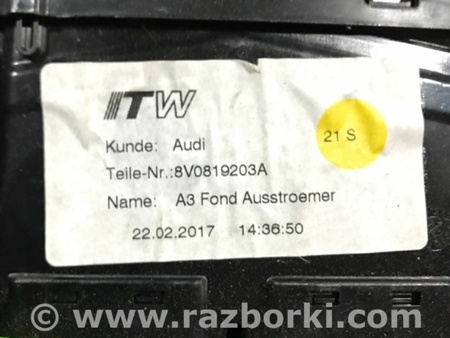 ITW
Kunde: Audi
21 S
Teile-Nr.:8V0819203A
Name: A3 Fond Ausstroemer
22.02.2017 14:36:50
© www.razborki.com